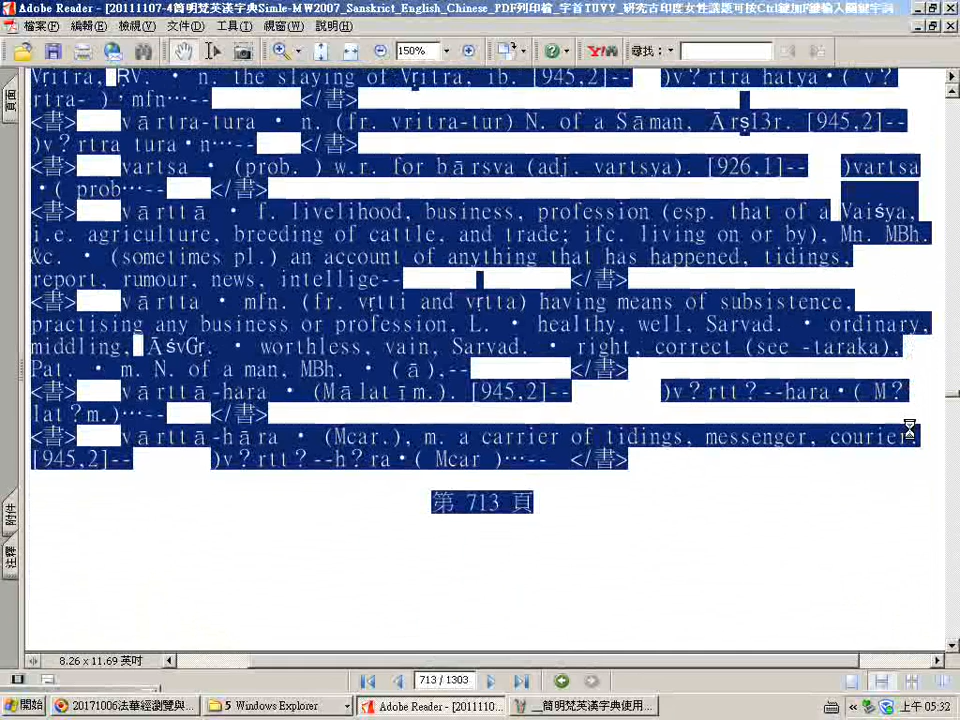 Adobe Reader - [20111107-4簡明梵英漢字典Simle-MW2007_Sanskrict_English_Chinese_PDF列印檔_字首TUVY_研究古印度女性議題可按Ctrl鍵加F鍵輸入關鍵字詞
檔案(F) 編輯(E) 檢視(V) 文件(D) 工具(T) 視窗(W) 說明(H)
150% Y! 尋找：
頁面
附件
注釋
Vṛitra, ṚV. • n. the slaying of Vṛitra, ib. [945,2]-- )v?rtra hatya•( v?
rtra- )，mfn…-- </書>
<書> vārtra-tura • n. (fr. vritra-tur) N. of a Sāman, Ārṣl3r. [945,2]--
)v?rtra tura•n…-- </書>
<書> vartsa • (prob.) w.r. for bārsva (adj. vartsya). [926,1]-- )vartsa
•( prob…-- </書>
<書> vārttā • f. livelihood, business, profession (esp. that of a Vaiśya,
i.e. agriculture, breeding of cattle, and trade; ifc. living on or by), Mn. MBh.
&c. • (sometimes pl.) an account of anything that has happened, tidings,
report, rumour, news, intellige-- </書>
<書> vārtta • mfn. (fr. vṛtti and vṛtta) having means of subsistence,
practising any business or profession, L. • healthy, well, Sarvad. • ordinary,
middling, ĀśvGṛ. • worthless, vain, Sarvad. • right, correct (see -taraka),
Pat. • m. N. of a man, MBh. • (ā),-- </書>
<書> vārttā-hara • (Mālatīm.). [945,2]-- )v?rtt?--hara•( M?
lat?m.)…-- </書>
<書> vārttā-hāra • (Mcar.), m. a carrier of tidings, messenger, courier.
[945,2]-- )v?rtt?--h?ra•( Mcar )…-- </書>
第 713 頁
8.26 x 11.69 英吋
713 / 1303
開始 20171006法華經瀏覽與... 5 Windows Explorer Adobe Reader - [2011110... __簡明梵英漢字典使用... 上午 05:32